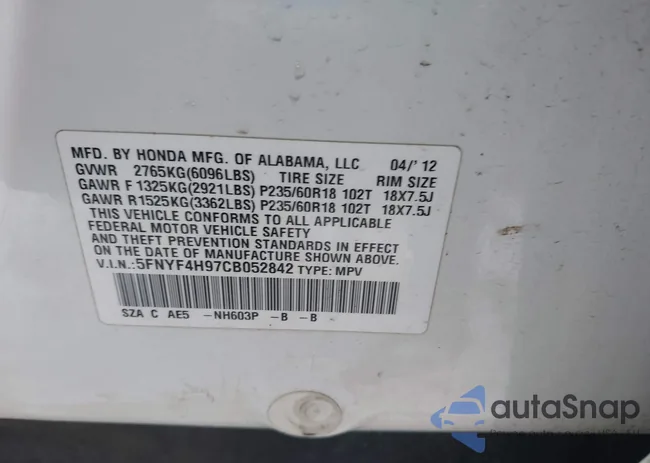 MFD. BY HONDA MFG. OF ALABAMA, LLC 04/'12
GVWR 2765KG(6096LBS) TIRE SIZE RIM SIZE
GAWR F 1325KG(2921LBS) P235/60R18 102T 18X7.5J
GAWR R1525KG(3362LBS) P235/60R18 102T 18X7.5J
THIS VEHICLE CONFORMS TO ALL APPLICABLE
FEDERAL MOTOR VEHICLE SAFETY
AND THEFT PREVENTION STANDARDS IN EFFECT
ON THE DATE OF MANUFACTURE SHOWN ABOVE.
V.I.N.:5FNYF4H97CB052842 TYPE: MPV
SZA C AE5 -NH603P -B -B
autoSnap